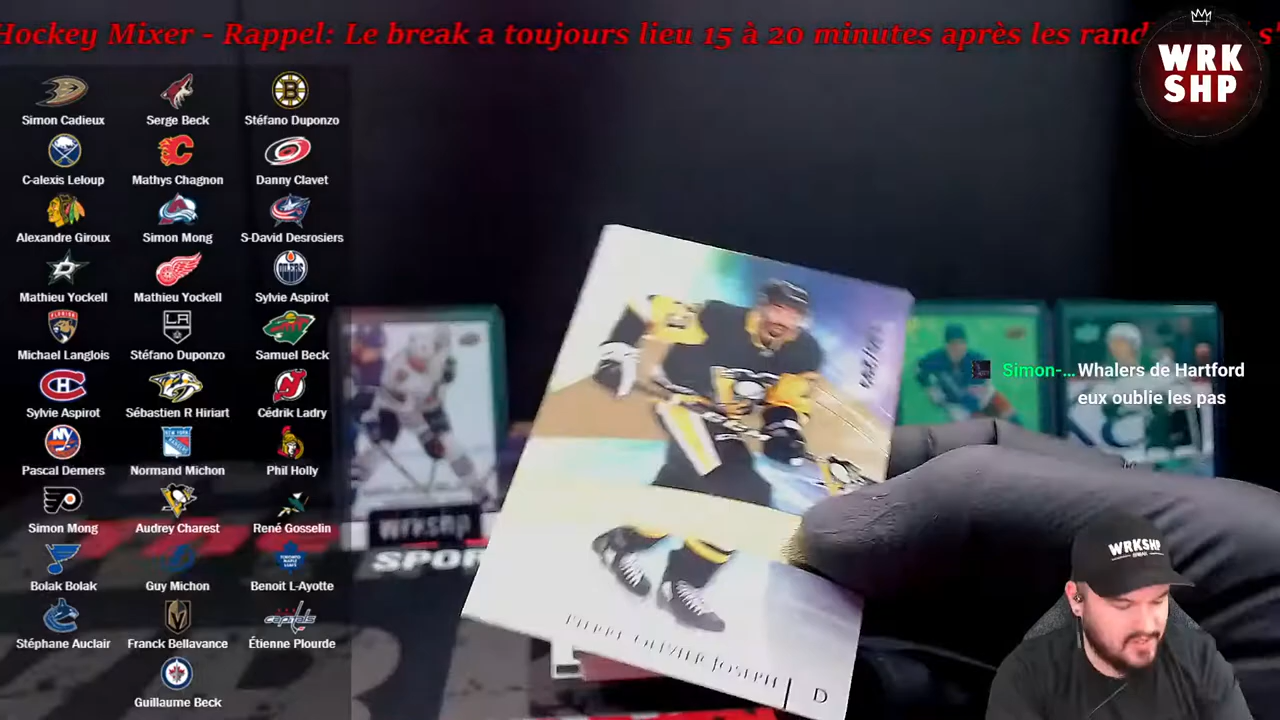 Hockey Mixer - Rappel: Le break a toujours lieu 15 à 20 minutes après les rand
WRK
SHP
Simon Cadieux
Serge Beck
Stéfano Duponzo
C-alexis Leloup
Mathys Chagnon
Danny Clavet
Alexandre Giroux
Simon Mong
S-David Desrosiers
Mathieu Yockell
Mathieu Yockell
Sylvie Aspirot
Michael Langlois
Stéfano Duponzo
Samuel Beck
Sylvie Aspirot
Sébastien R Hiriart
Cédrik Ladry
Pascal Demers
Normand Michon
Phil Holly
Simon Mong
Audrey Charest
René Gosselin
Bolak Bolak
Guy Michon
Benoit L-Ayotte
Stéphane Auclair
Franck Bellavance
Étienne Plourde
Guillaume Beck
Simon-... Whalers de Hartford
eux oublie les pas
wrkshp
SPOR
PIERRE-OLIVIER JOSEPH | D
WRKSHP
BREAK